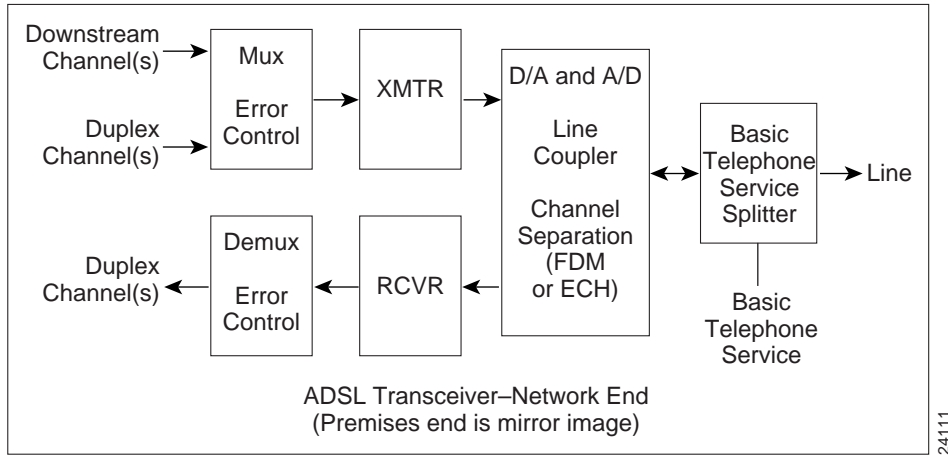 Downstream
Channel(s)
Duplex
Channel(s)
Mux
Error
Control
XMTR
D/A and A/D
Line
Coupler
Channel
Separation
(FDM
or ECH)
Basic
Telephone
Service
Splitter
Line
Duplex
Channel(s)
Demux
Error
Control
RCVR
Basic
Telephone
Service
ADSL Transceiver–Network End
(Premises end is mirror image)
24111